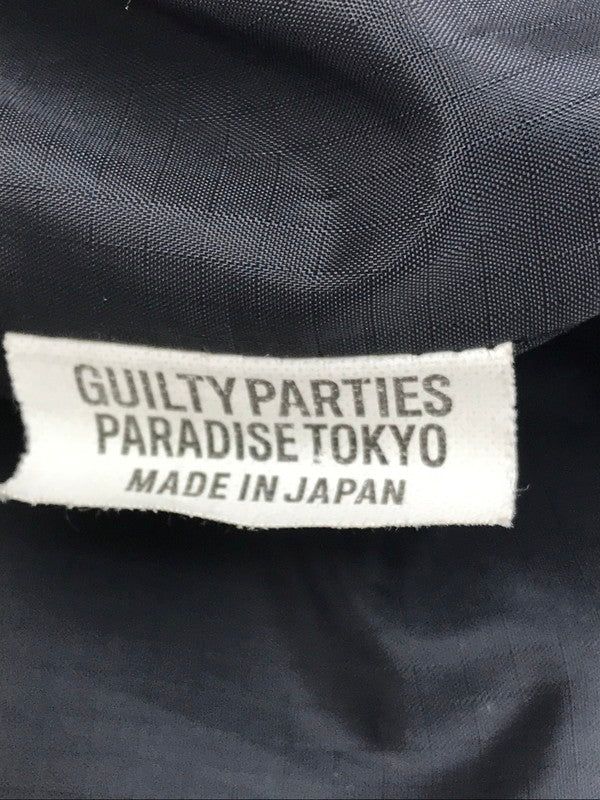 GUILTY PARTIES
PARADISE TOKYO
MADE IN JAPAN